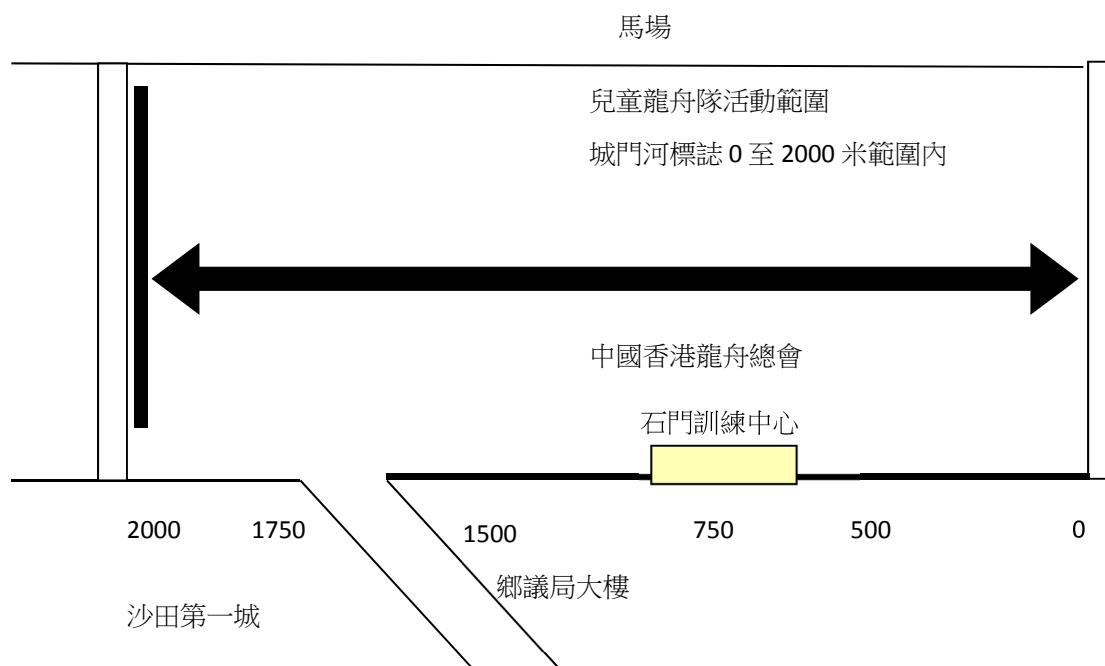 馬場
兒童龍舟隊活動範圍
城門河標誌 0 至 2000 米範圍內
中國香港龍舟總會
石門訓練中心
2000 1750 1500 750 500 0
鄉議局大樓
沙田第一城